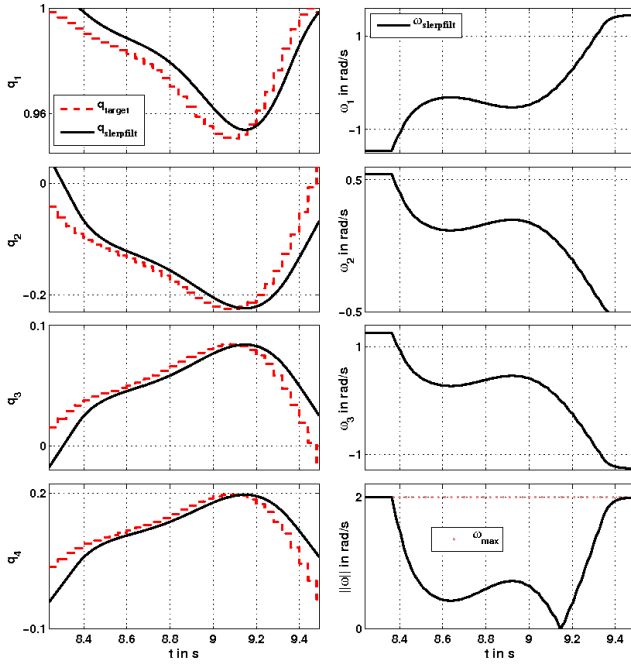 1
0.96
q1
qtarget
qslerpfilt
0
−0.2
q2
0.1
0
q3
0.2
−0.1
q4
8.4 8.6 8.8 9 9.2 9.4
t in s
1
−1
ω1 in rad/s
ωslerpfilt
0.5
−0.5
ω2 in rad/s
−1
ω3 in rad/s
2
0
||ω|| in rad/s
ωmax
8.4 8.6 8.8 9 9.2 9.4
t in s